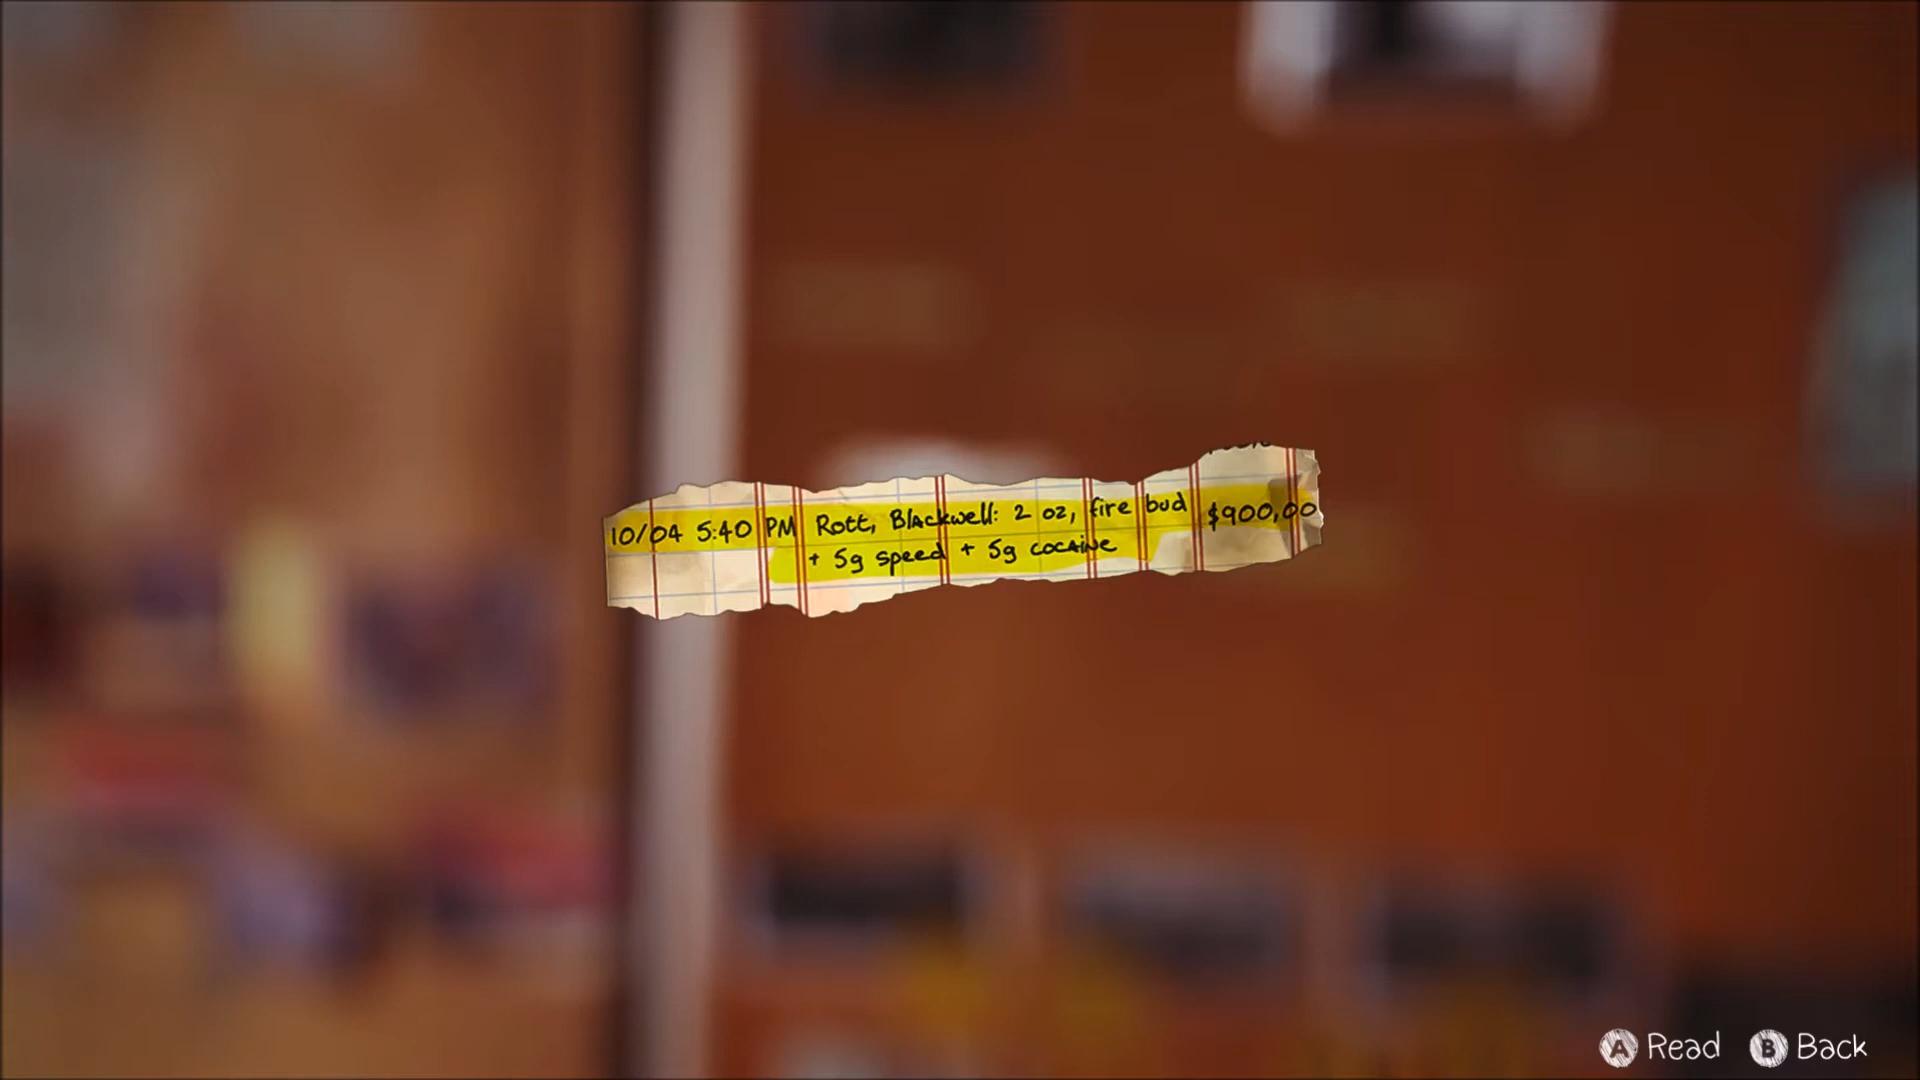 10/04 5:40 PM Rott, Blackwell: 2 oz, fire bud $900,00
+ 5g speed + 5g cocaine
A Read B Back